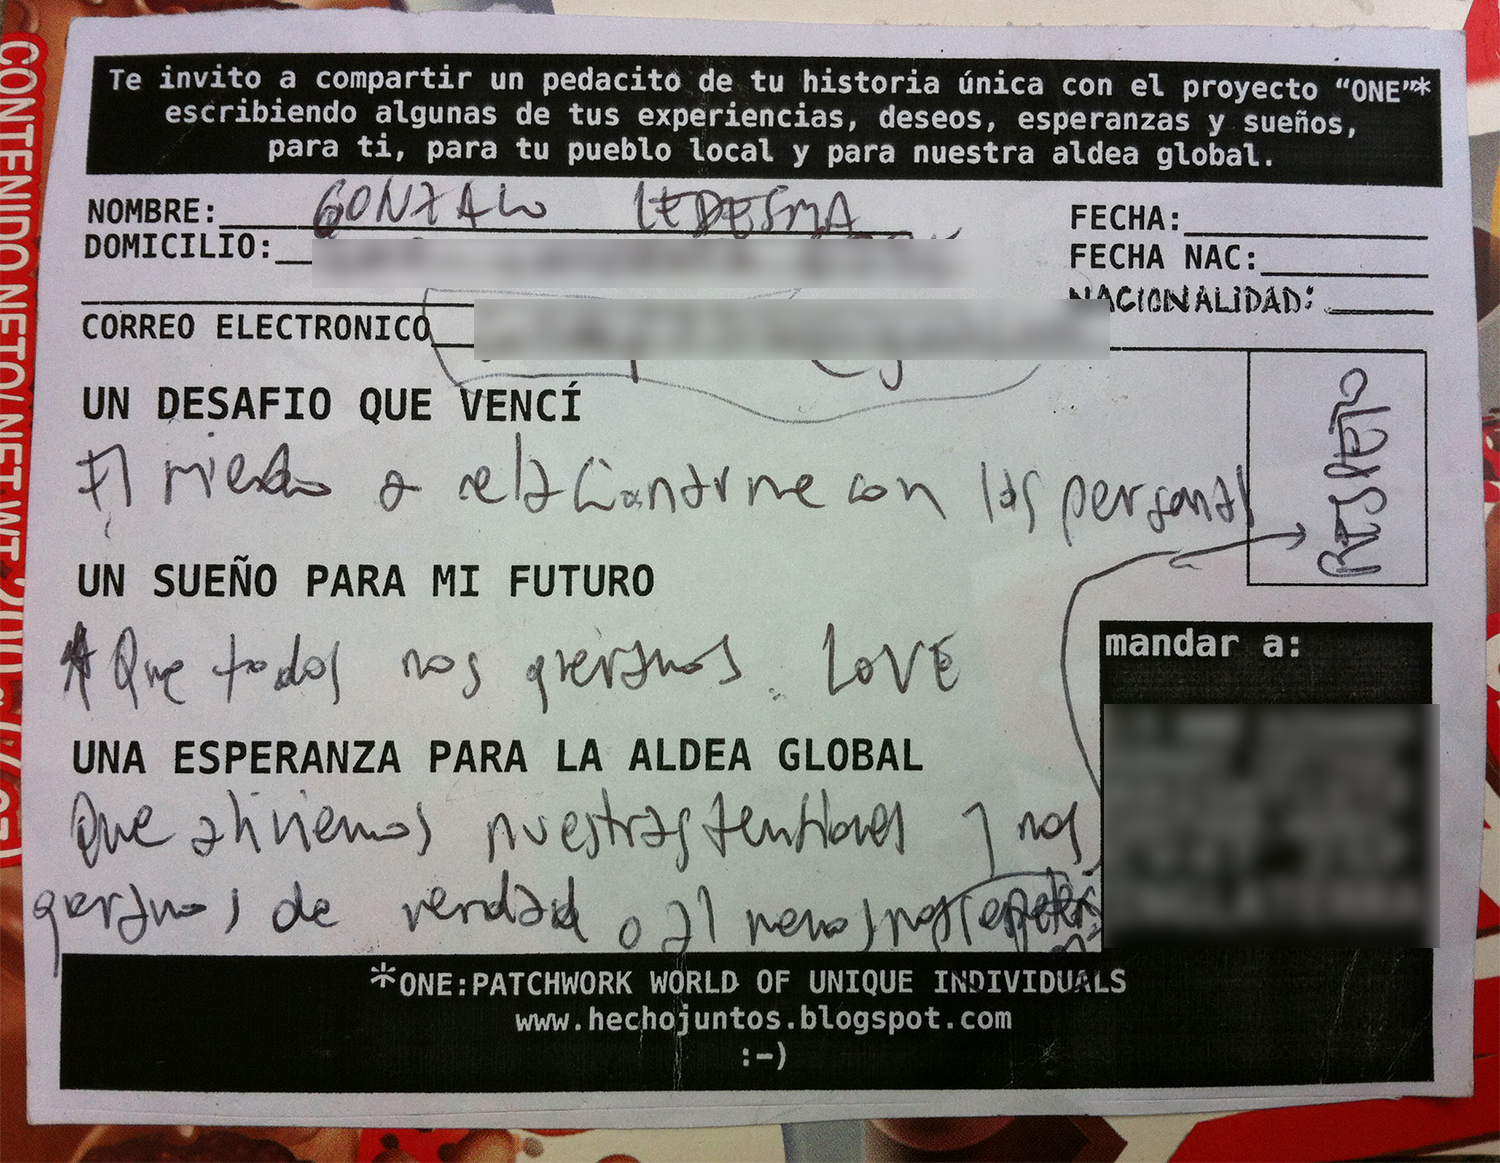 Te invito a compartir un pedacito de tu historia única con el proyecto “ONE”*
escribiendo algunas de tus experiencias, deseos, esperanzas y sueños,
para ti, para tu pueblo local y para nuestra aldea global.
NOMBRE: GONZALO LEDESMA
FECHA:
DOMICILIO:
FECHA NAC:
NACIONALIDAD:
CORREO ELECTRONICO
UN DESAFIO QUE VENCÍ
El miedo a relacionarme con las personas
UN SUEÑO PARA MI FUTURO
Que todos nos queramos. LOVE
mandar a:
UNA ESPERANZA PARA LA ALDEA GLOBAL
Que aliviemos nuestras tensiones y nos
queramos de verdad o al menos nos
*ONE:PATCHWORK WORLD OF UNIQUE INDIVIDUALS
www.hechojuntos.blogspot.com
:-)
CONTENIDO NETO/ NET WT.